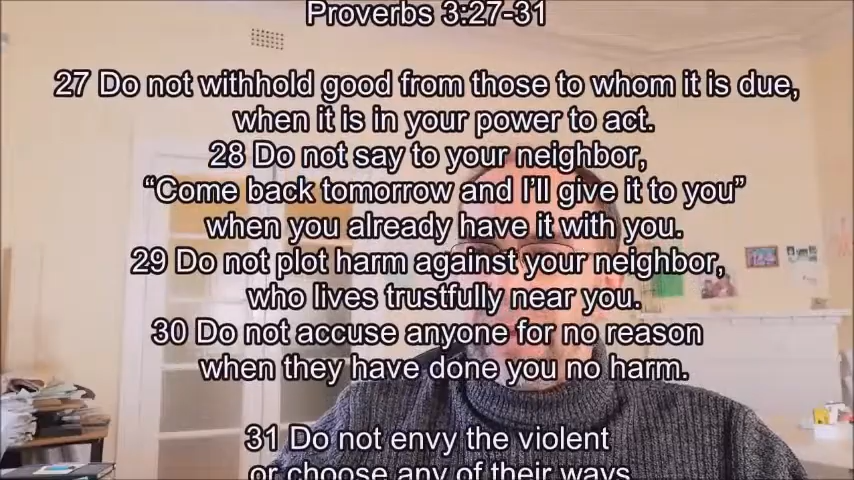 Proverbs 3:27-31
27 Do not withhold good from those to whom it is due,
when it is in your power to act.
28 Do not say to your neighbor,
“Come back tomorrow and I’ll give it to you”
when you already have it with you.
29 Do not plot harm against your neighbor,
who lives trustfully near you.
30 Do not accuse anyone for no reason
when they have done you no harm.
31 Do not envy the violent
or choose any of their ways